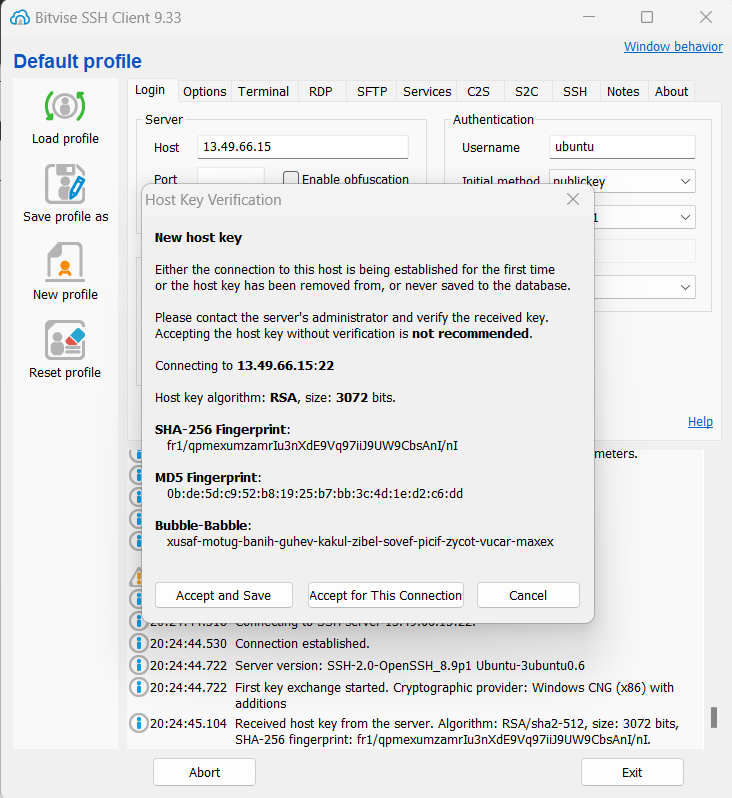 Bitvise SSH Client 9.33
Window behavior
Default profile
Load profile
Save profile as
New profile
Reset profile
Login Options Terminal RDP SFTP Services C2S S2C SSH Notes About
Server
Host 13.49.66.15
Port Enable obfuscation
Authentication
Username ubuntu
Initial method publickey
1
Host Key Verification
New host key
Either the connection to this host is being established for the first time
or the host key has been removed from, or never saved to the database.
Please contact the server's administrator and verify the received key.
Accepting the host key without verification is not recommended.
Connecting to 13.49.66.15:22
Host key algorithm: RSA, size: 3072 bits.
SHA-256 Fingerprint:
fr1/qpmexumzamrIu3nXdE9Vq97iiJ9UW9CbsAnI/nI
MD5 Fingerprint:
0b:de:5d:c9:52:b8:19:25:b7:bb:3c:4d:1e:d2:c6:dd
Bubble-Babble:
xusaf-motug-banih-guhev-kakul-zibel-sovef-picif-zycot-vucar-maxex
Accept and Save Accept for This Connection Cancel
Help
meters.
20:24:44.530 Connection established.
20:24:44.722 Server version: SSH-2.0-OpenSSH_8.9p1 Ubuntu-3ubuntu0.6
20:24:44.722 First key exchange started. Cryptographic provider: Windows CNG (x86) with
additions
20:24:45.104 Received host key from the server. Algorithm: RSA/sha2-512, size: 3072 bits,
SHA-256 fingerprint: fr1/qpmexumzamrIu3nXdE9Vq97iiJ9UW9CbsAnI/nI.
Abort
Exit